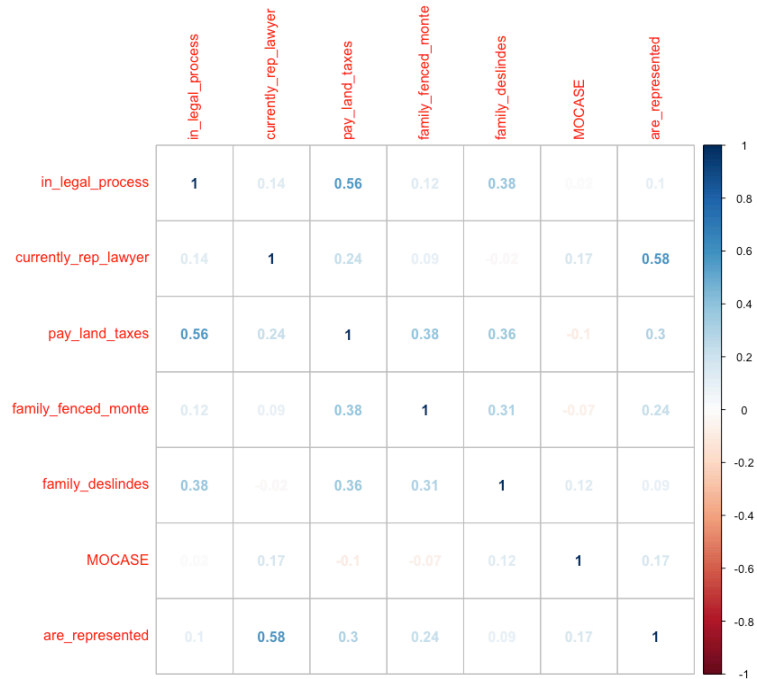 in_legal_process
currently_rep_lawyer
pay_land_taxes
family_fenced_monte
family_deslindes
MOCASE
are_represented
in_legal_process 1 0.14 0.56 0.12 0.38 0.1
currently_rep_lawyer 0.14 1 0.24 0.09 -0.02 0.17 0.58
pay_land_taxes 0.56 0.24 1 0.38 0.36 -0.1 0.3
family_fenced_monte 0.12 0.09 0.38 1 0.31 -0.07 0.24
family_deslindes 0.38 -0.02 0.36 0.31 1 0.12 0.09
MOCASE 0.17 -0.1 -0.07 0.12 1 0.17
are_represented 0.1 0.58 0.3 0.24 0.09 0.17 1
1
0.8
0.6
0.4
0.2
0
-0.2
-0.4
-0.6
-0.8
-1